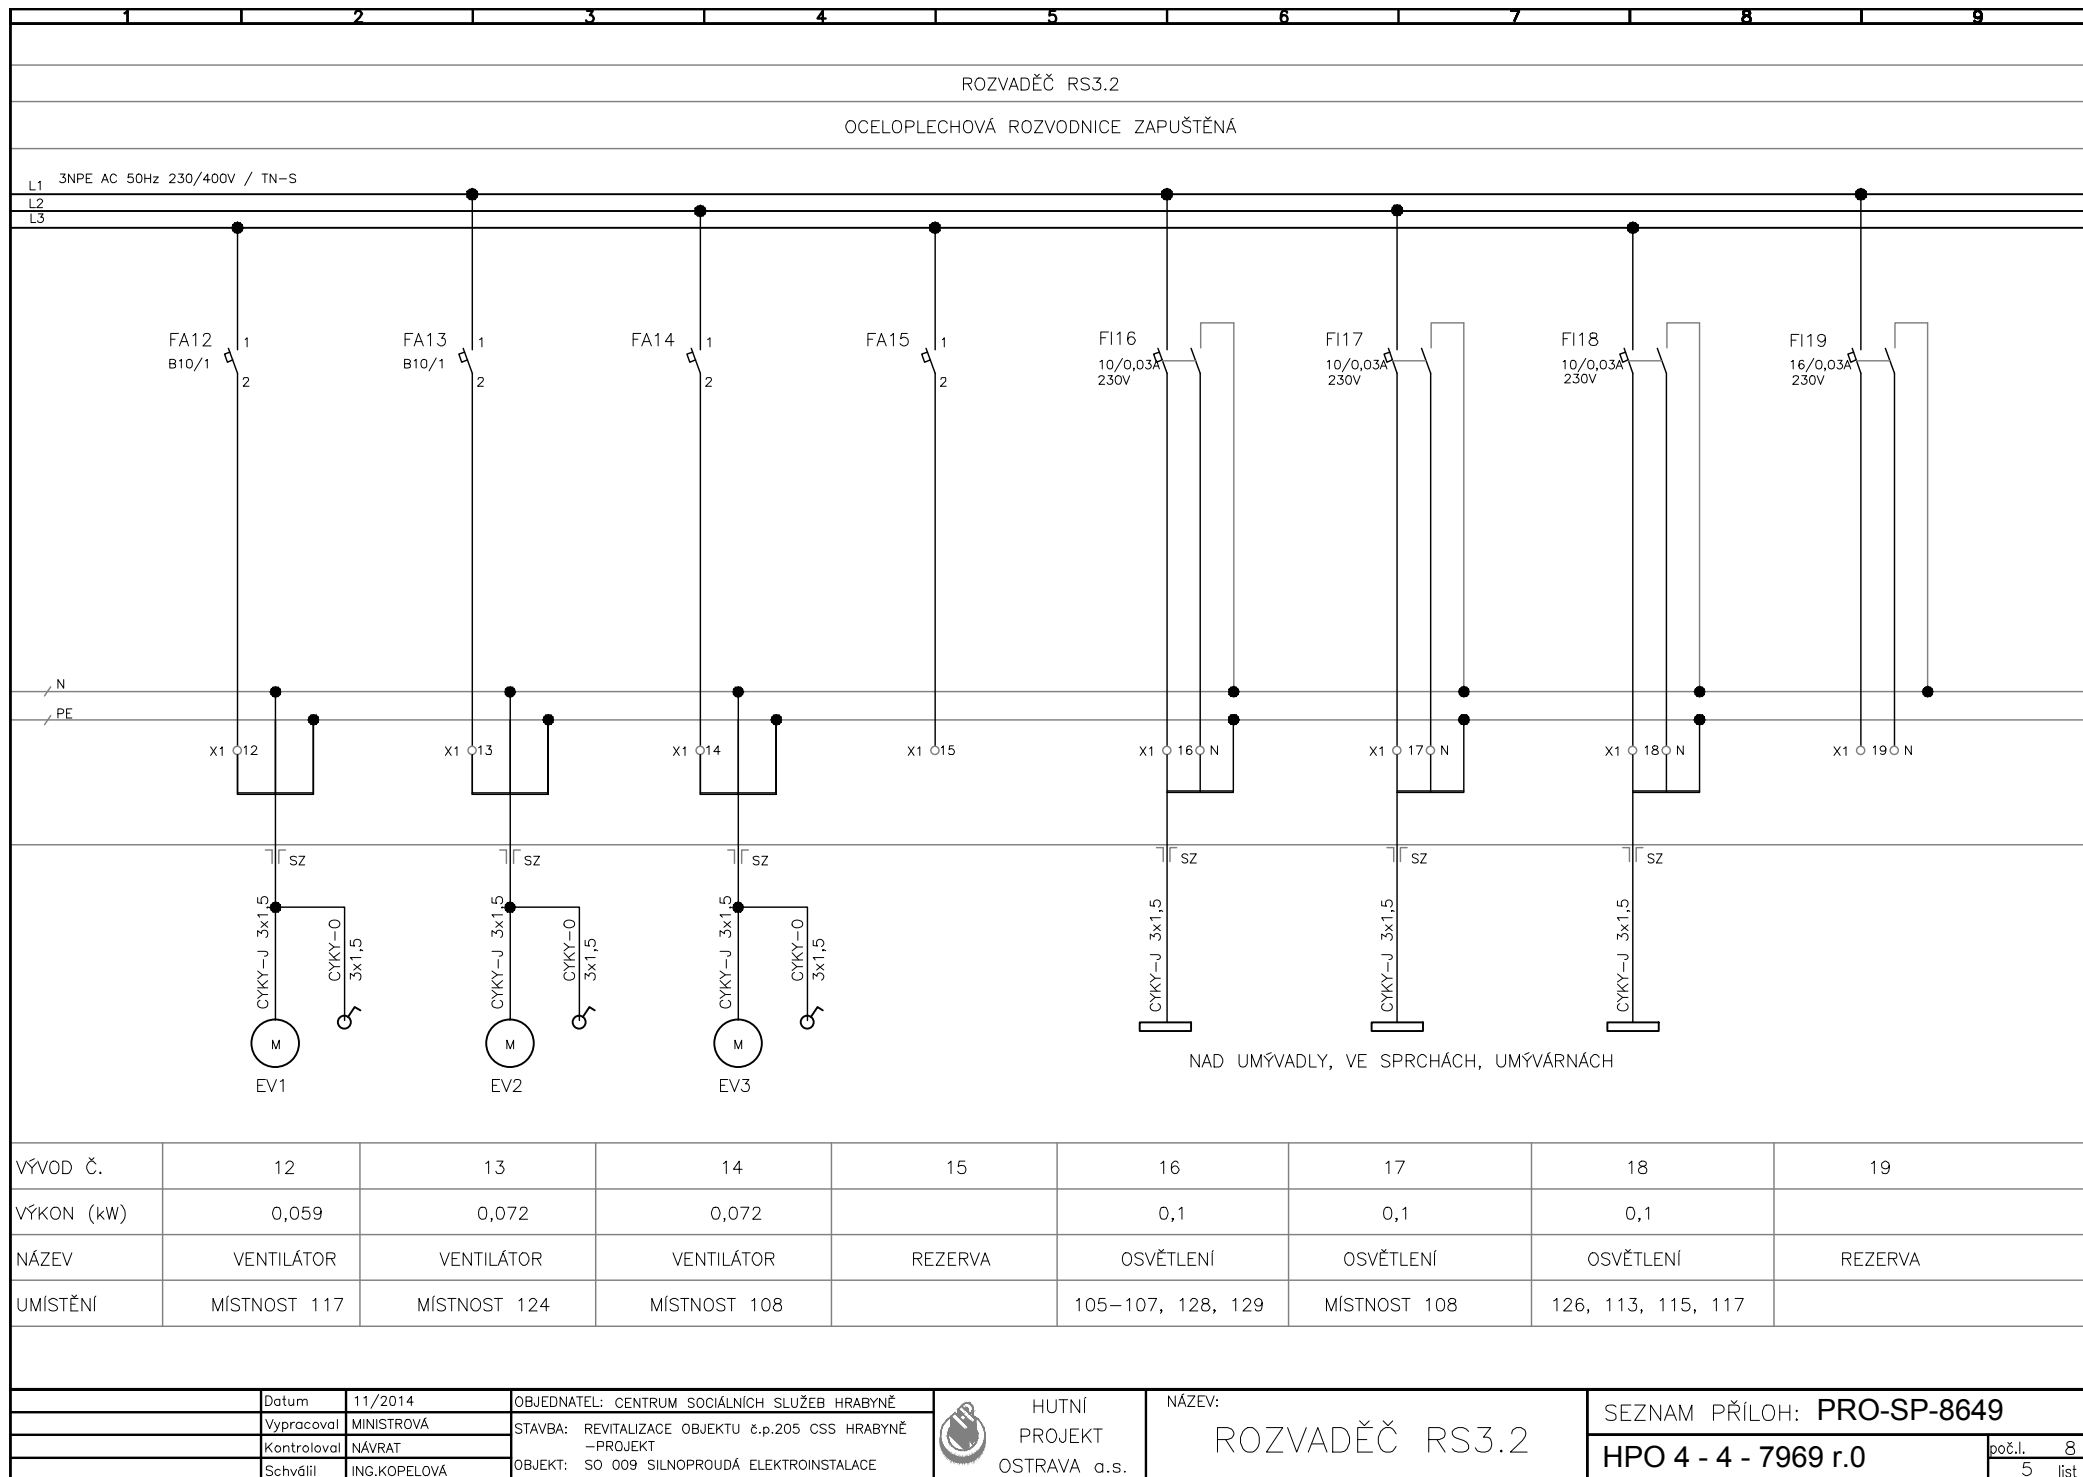 1 2 3 4 5 6 7 8 9
ROZVADĚČ RS3.2
OCELOPLECHOVÁ ROZVODNICE ZAPUŠTĚNÁ
3NPE AC 50Hz 230/400V / TN-S
L1
L2
L3
FA12 1
B10/1
2
FA13 1
B10/1
2
FA14 1
2
FA15 1
2
FI16
10/0,03A
230V
FI17
10/0,03A
230V
FI18
10/0,03A
230V
FI19
16/0,03A
230V
N
PE
X1 12 X1 13 X1 14 X1 15 X1 16 N X1 17 N X1 18 N X1 19 N
SZ SZ SZ SZ SZ SZ
CYKY-J 3x1,5
CYKY-O
3x1,5
CYKY-J 3x1,5
CYKY-O
3x1,5
CYKY-J 3x1,5
CYKY-O
3x1,5
CYKY-J 3x1,5
CYKY-J 3x1,5
CYKY-J 3x1,5
M M M
EV1 EV2 EV3
NAD UMÝVADLY, VE SPRCHÁCH, UMÝVÁRNÁCH
VÝVOD Č. 12 13 14 15 16 17 18 19
VÝKON (kW) 0,059 0,072 0,072 0,1 0,1 0,1
NÁZEV VENTILÁTOR VENTILÁTOR VENTILÁTOR REZERVA OSVĚTLENÍ OSVĚTLENÍ OSVĚTLENÍ REZERVA
UMÍSTĚNÍ MÍSTNOST 117 MÍSTNOST 124 MÍSTNOST 108 105-107, 128, 129 MÍSTNOST 108 126, 113, 115, 117
Datum 11/2014
Vypracoval MINISTROVÁ
Kontroloval NÁVRAT
Schválil ING.KOPELOVÁ
OBJEDNATEL: CENTRUM SOCIÁLNÍCH SLUŽEB HRABYNĚ
STAVBA: REVITALIZACE OBJEKTU č.p.205 CSS HRABYNĚ
-PROJEKT
OBJEKT: SO 009 SILNOPROUDÁ ELEKTROINSTALACE
HP
HUTNÍ
PROJEKT
OSTRAVA a.s.
NÁZEV:
ROZVADĚČ RS3.2
SEZNAM PŘÍLOH: PRO-SP-8649
HPO 4 - 4 - 7969 r.0
poč.l. 8
5 list